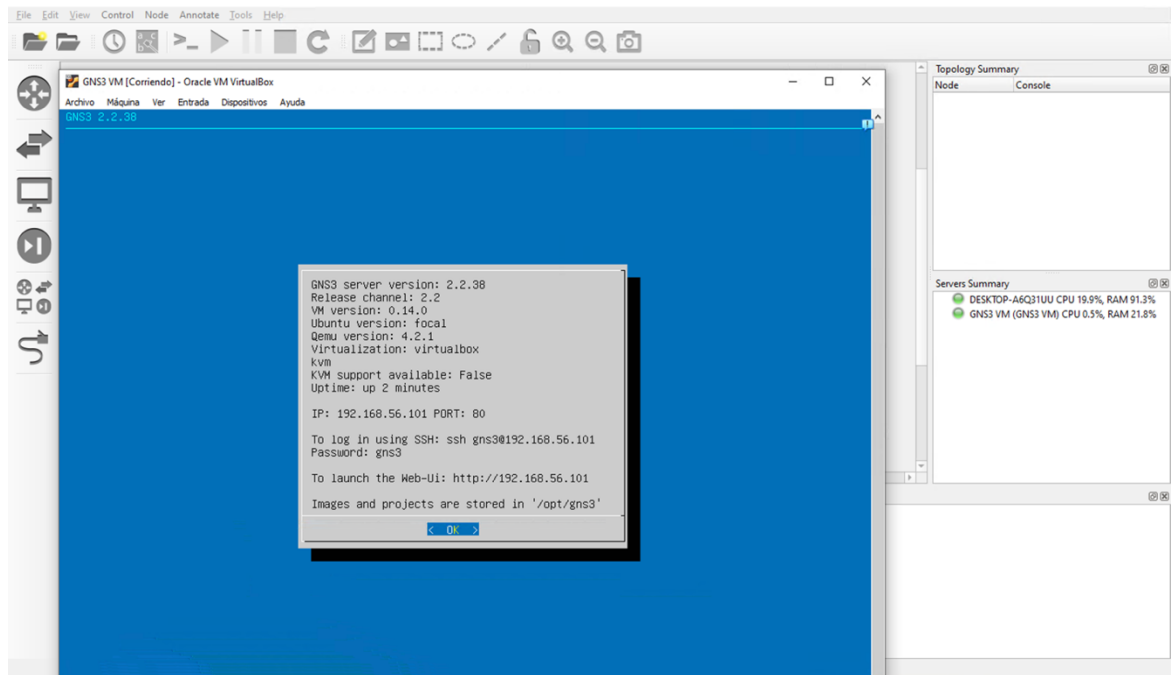 File Edit View Control Node Annotate Tools Help
GNS3 VM [Corriendo] - Oracle VM VirtualBox
Archivo Máquina Ver Entrada Dispositivos Ayuda
GNS3 2.2.38
GNS3 server version: 2.2.38
Release channel: 2.2
VM version: 0.14.0
Ubuntu version: focal
Qemu version: 4.2.1
Virtualization: virtualbox
kvm
KVM support available: False
Uptime: up 2 minutes
IP: 192.168.56.101 PORT: 80
To log in using SSH: ssh gns3@192.168.56.101
Password: gns3
To launch the Web-Ui: http://192.168.56.101
Images and projects are stored in '/opt/gns3'
< OK >
Topology Summary
Node Console
Servers Summary
DESKTOP-A6Q31UU CPU 19.9%, RAM 91.3%
GNS3 VM (GNS3 VM) CPU 0.5%, RAM 21.8%